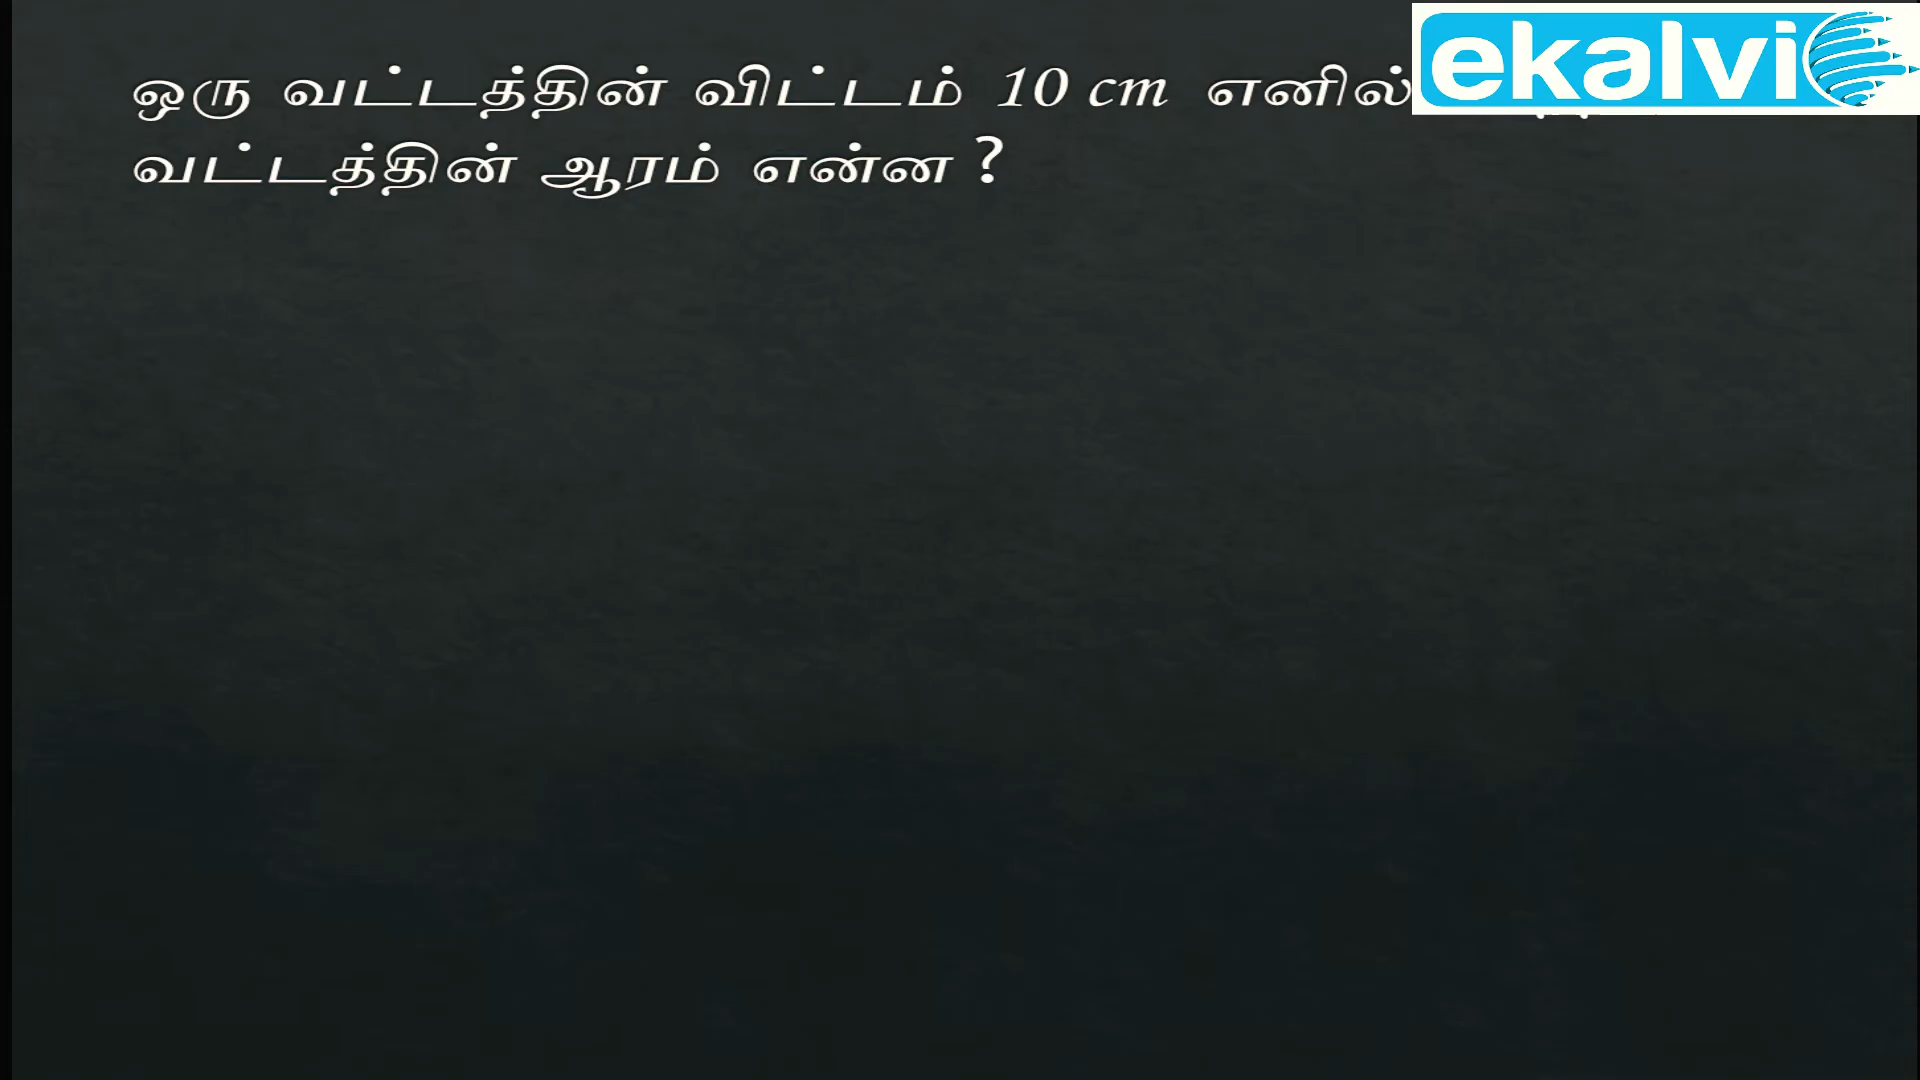 ஒரு வட்டத்தின் விட்டம் 10 cm எனில்
வட்டத்தின் ஆரம் என்ன ?
ekalvi